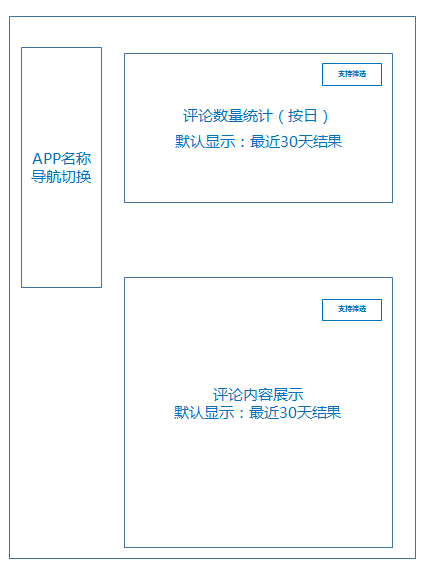 APP名称
导航切换
支持筛选
评论数量统计（按日）
默认显示：最近30天结果
支持筛选
评论内容展示
默认显示：最近30天结果